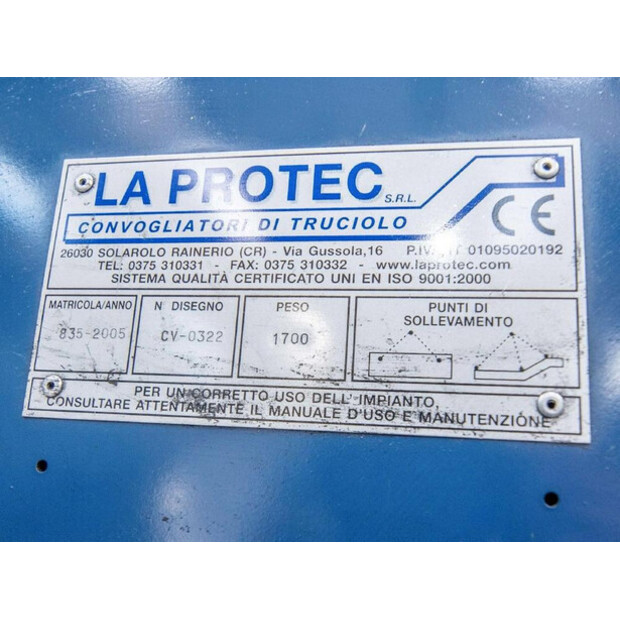 LA PROTEC S.R.L.
CONVOGLIATORI DI TRUCIOLO
CE
26030 SOLAROLO RAINERIO (CR) - Via Gussola,16 P.IV. IT 01095020192
TEL: 0375 310331 - FAX: 0375 310332 - www.laprotec.com
SISTEMA QUALITÀ CERTIFICATO UNI EN ISO 9001:2000
MATRICOLA/ANNO
835-2005
N DISEGNO
CV-0322
PESO
1700
PUNTI DI
SOLLEVAMENTO
PER UN CORRETTO USO DELL' IMPIANTO,
CONSULTARE ATTENTAMENTE IL MANUALE D'USO E MANUTENZIONE